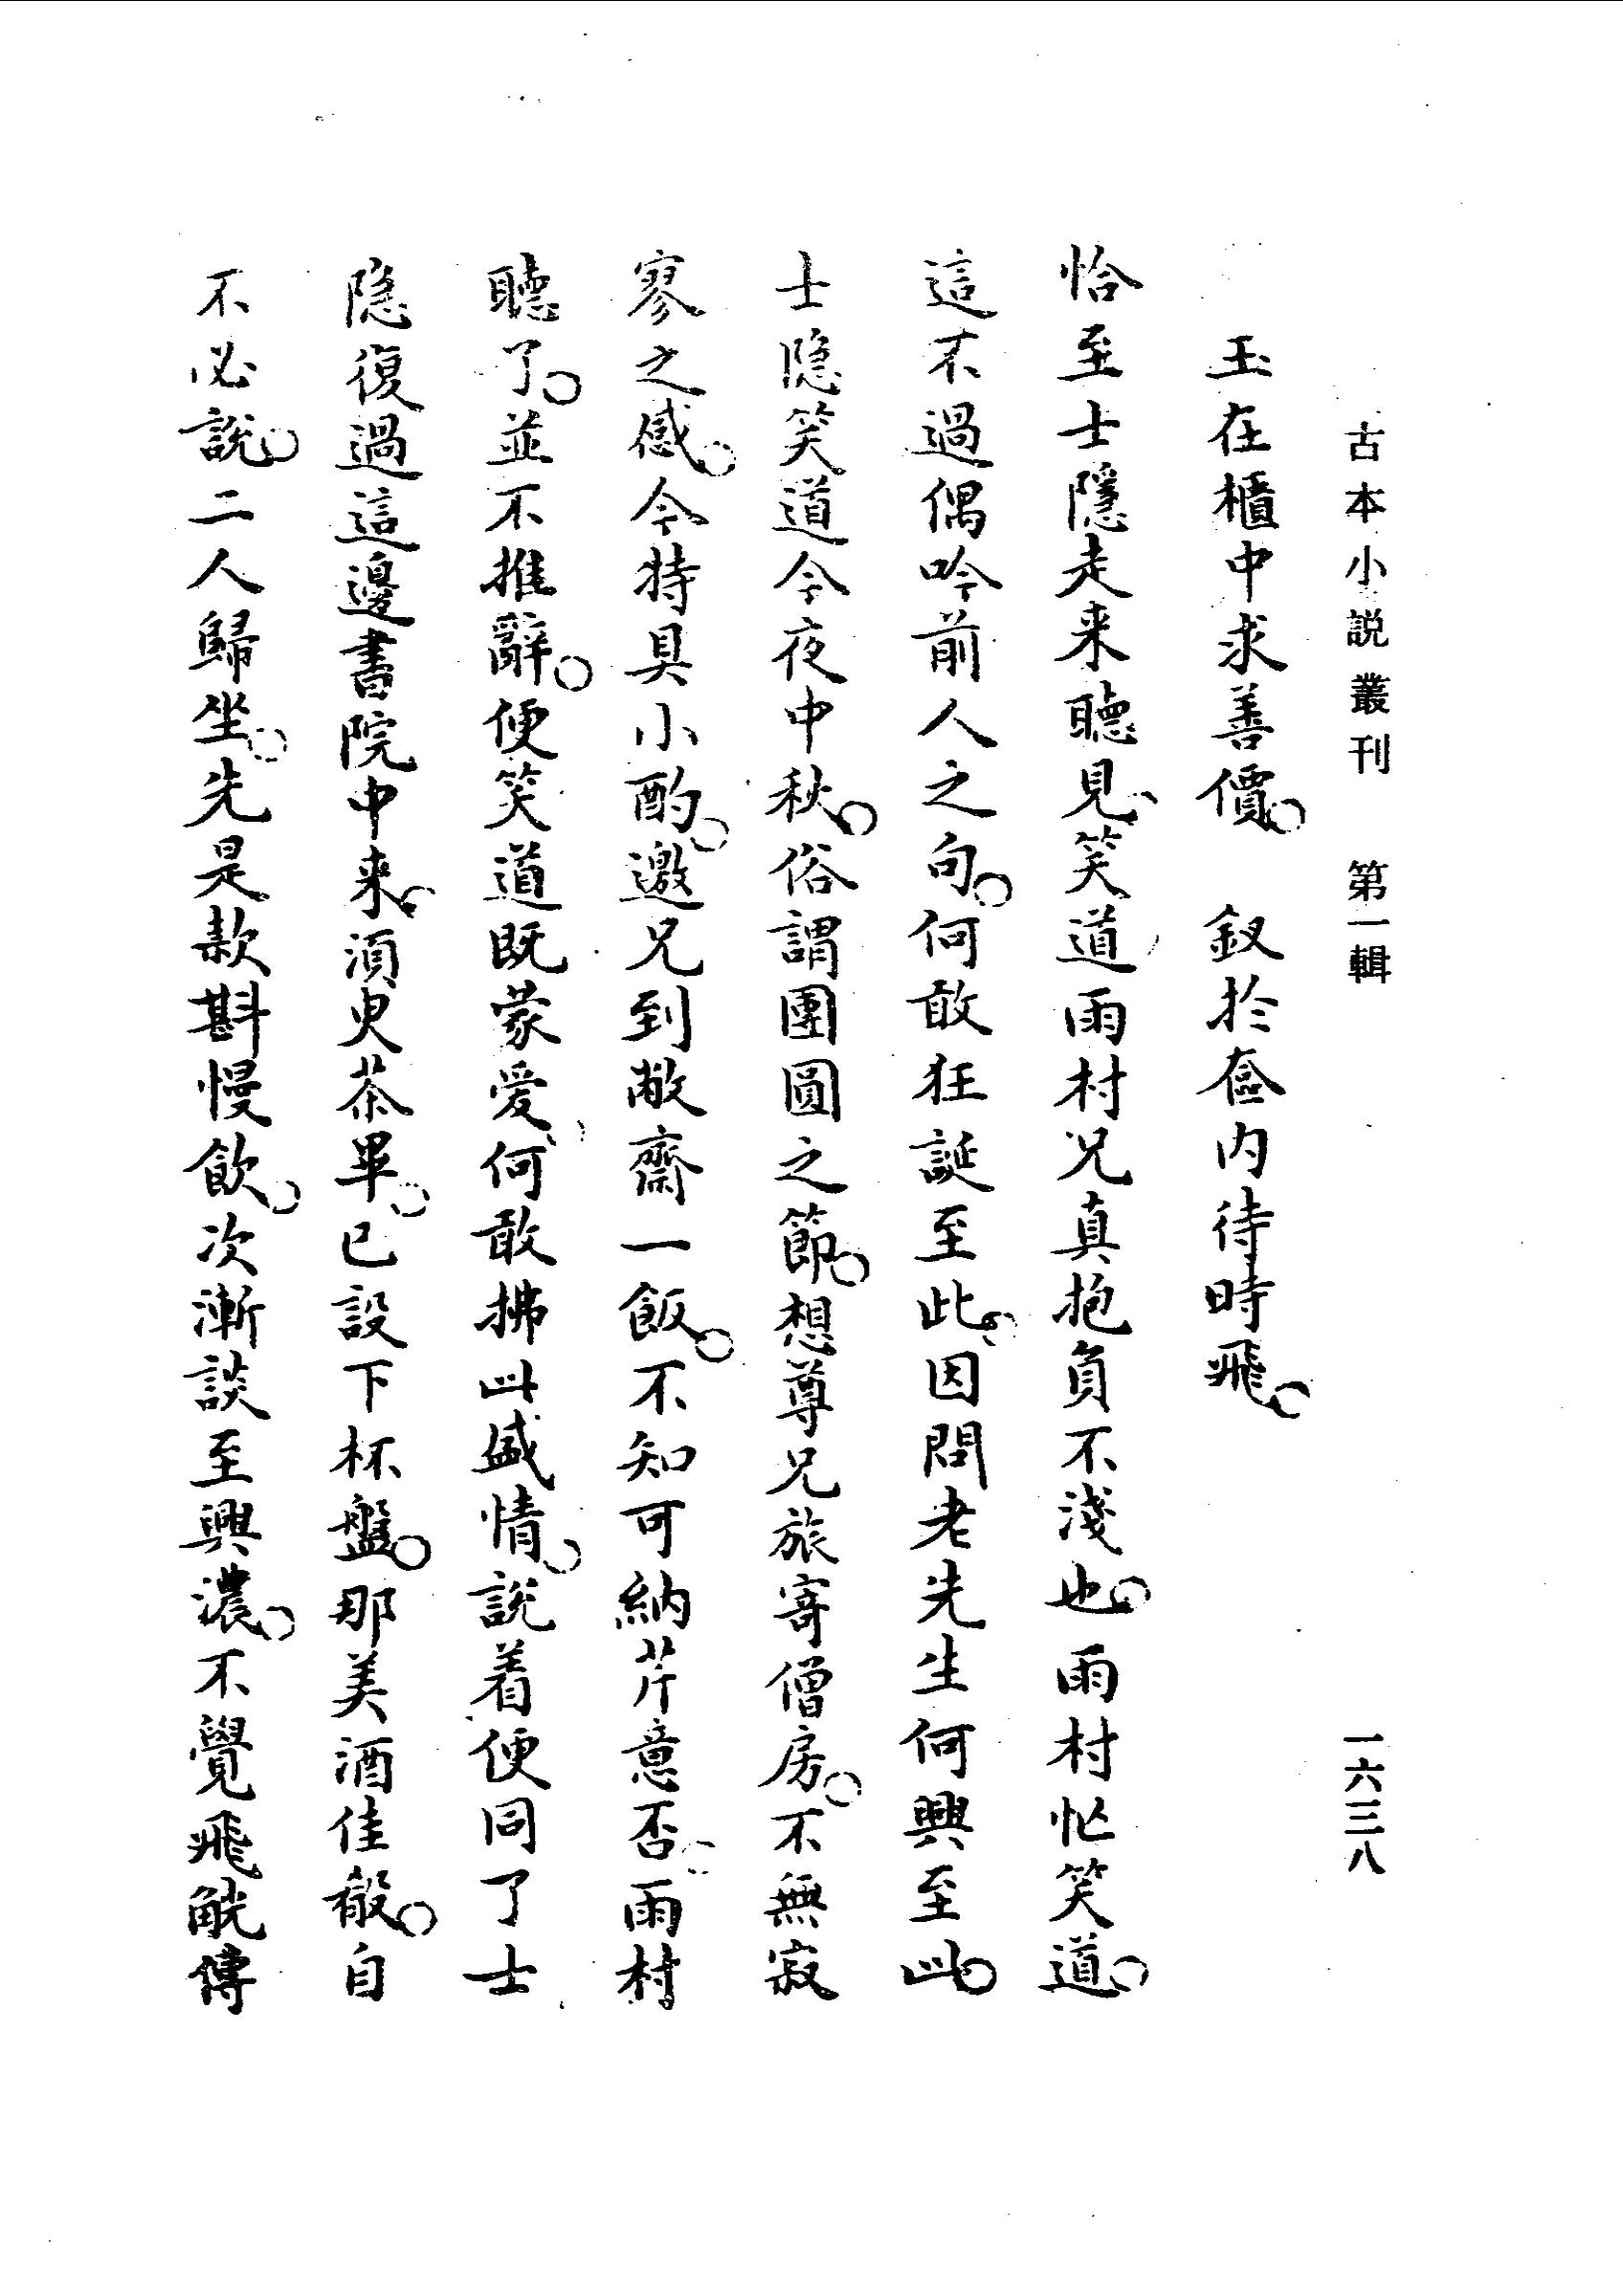 古本小説叢刊 第一輯 一六三八
玉在櫃中求善價。 釵於奩内待時飛。
恰至士隱走来聽見、笑道雨村兄真抱負不淺也。雨村忙笑道。
這不過偶吟前人之句。何敢狂誕至此。因問老先生何興至此。
士隐笑道今夜中秋。俗謂團圓之節。想尊兄旅寄僧房。不無寂
寥之感。今特具小酌。邀兄到敝齋一飯。不知可納芹意否。雨村
聽了。並不推辭。便笑道既蒙爱、何敢拂此盛情。説着便同了士
隐復過這邊書院中来。須臾茶畢。已設下杯盤。那美酒佳殽。自
不必説。二人歸坐。先是款斟慢飲。次漸談至興濃。不覺飛觥傳